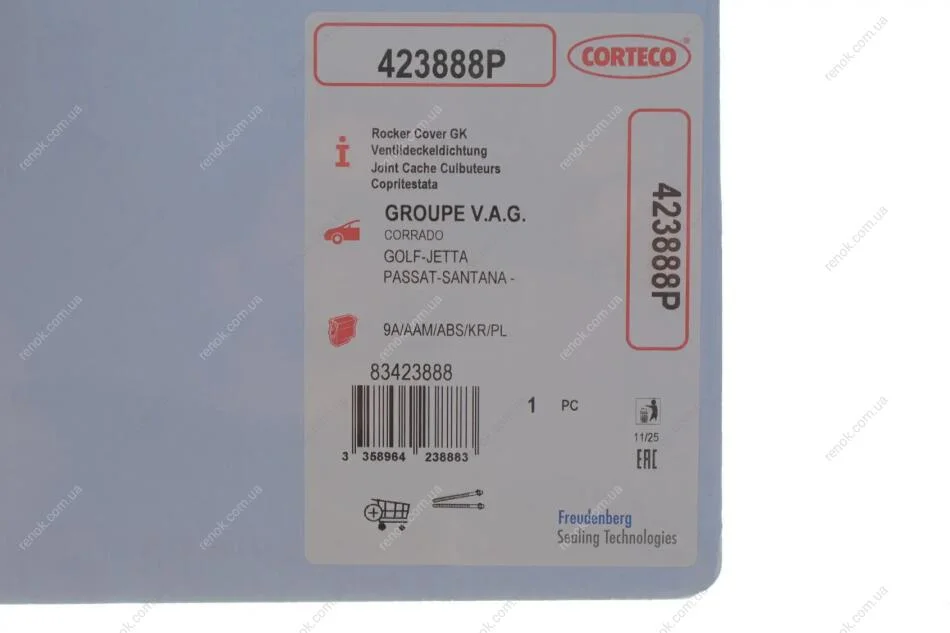 423888P
CORTECO®
Rocker Cover GK
Ventildeckeldichtung
Joint Cache Culbuteurs
Copritestata
GROUPE V.A.G.
CORRADO
GOLF-JETTA
PASSAT-SANTANA -
423888P
9A/AAM/ABS/KR/PL
83423888
1 PC
3 358964 238883
11/25
EAC
Freudenberg
Sealing Technologies
renok.com.ua